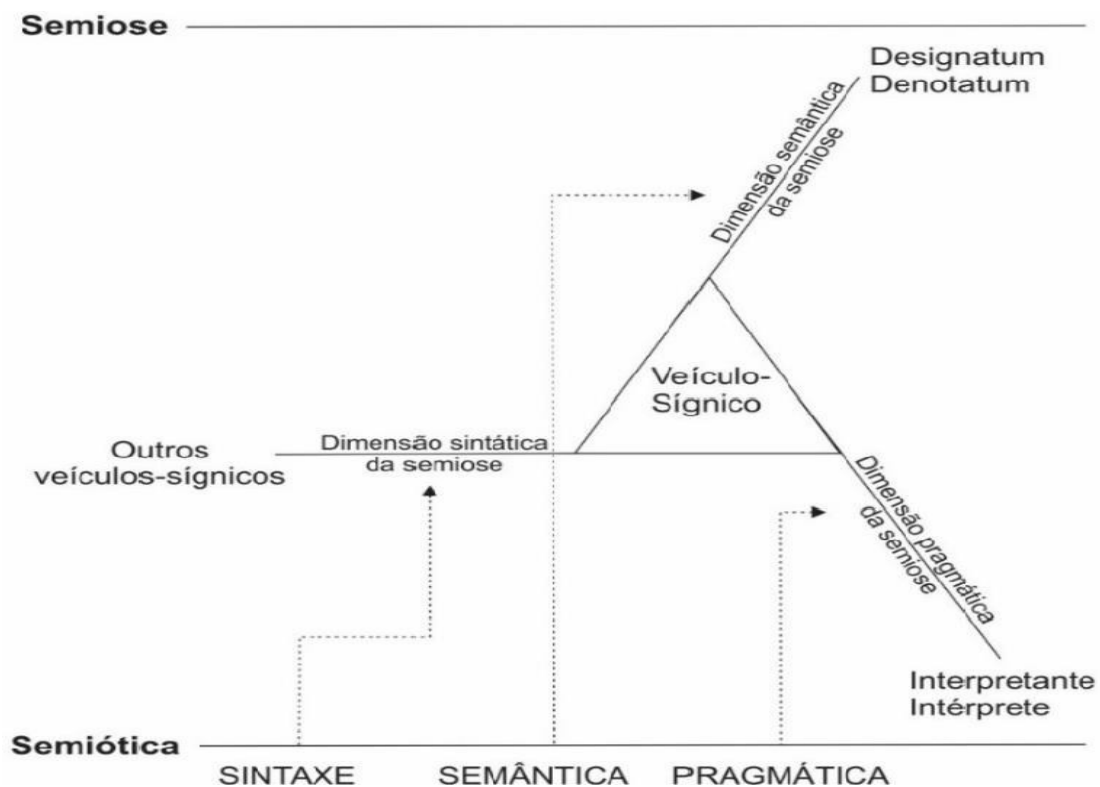 Semiose
Designatum
Denotatum
Dimensão semântica
da semiose
Veículo-
Sígnico
Outros
veículos-sígnicos
Dimensão sintática
da semiose
Dimensão pragmática
da semiose
Interpretante
Intérprete
Semiótica
SINTAXE SEMÂNTICA PRAGMÁTICA